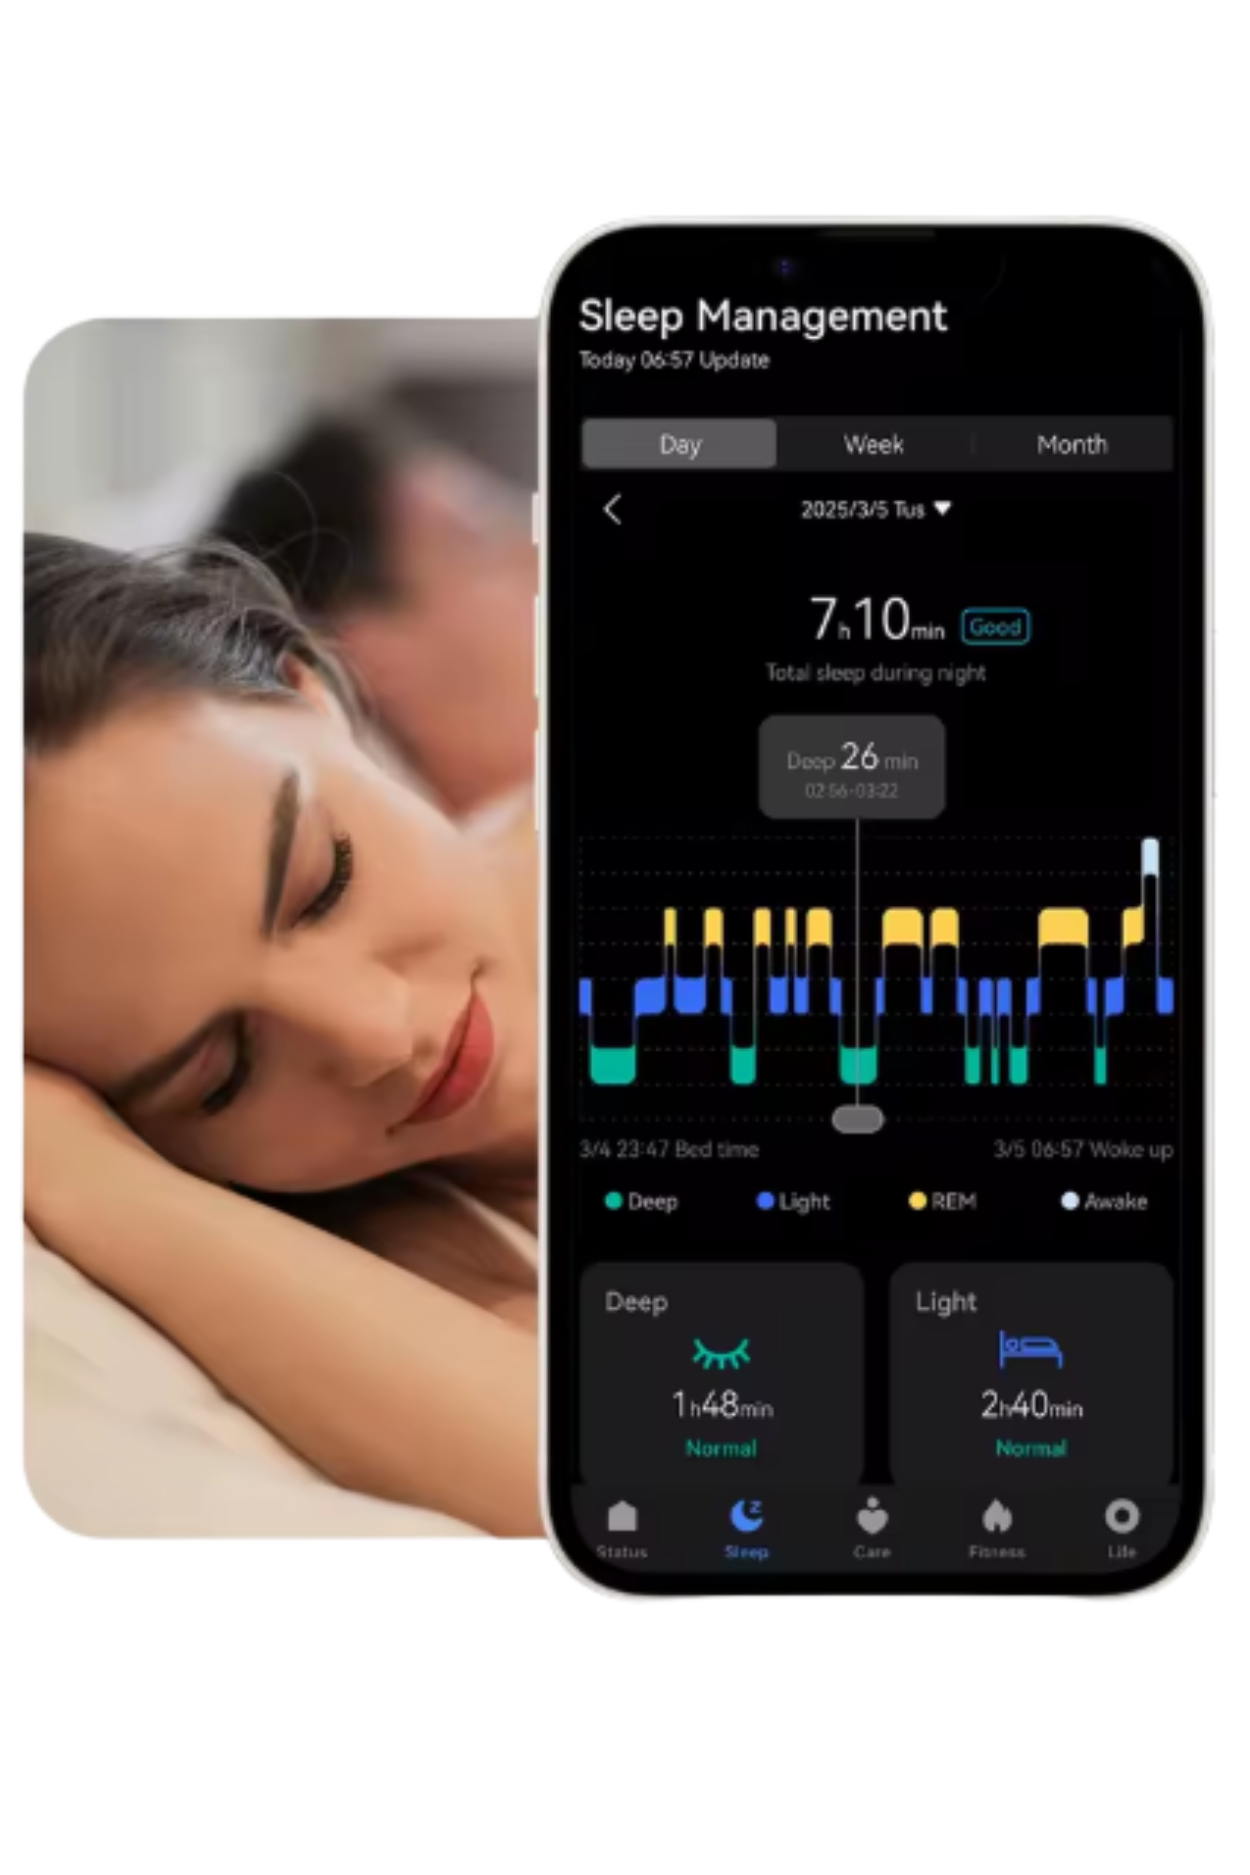 Sleep Management
Today 06:57 Update
Day Week Month
2025/3/5 Tus
7h10min Good
Total sleep during night
Deep 26 min
02:56-03:22
3/4 23:47 Bed time 3/5 06:57 Woke up
Deep Light REM Awake
Deep Light
1h48min 2h40min
Normal Normal
Status Sleep Care Fitness Life